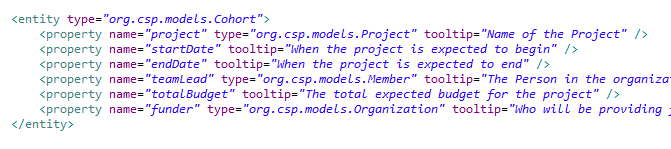 <entity type="org.csp.models.Cohort">
<property name="project" type="org.csp.models.Project" tooltip="Name of the Project" />
<property name="startDate" tooltip="When the project is expected to begin" />
<property name="endDate" tooltip="When the project is expected to end" />
<property name="teamLead" type="org.csp.models.Member" tooltip="The Person in the
<property name="totalBudget" tooltip="The total expected budget for the project" />
<property name="funder" type="org.csp.models.Organization" tooltip="Who will be providing
</entity>